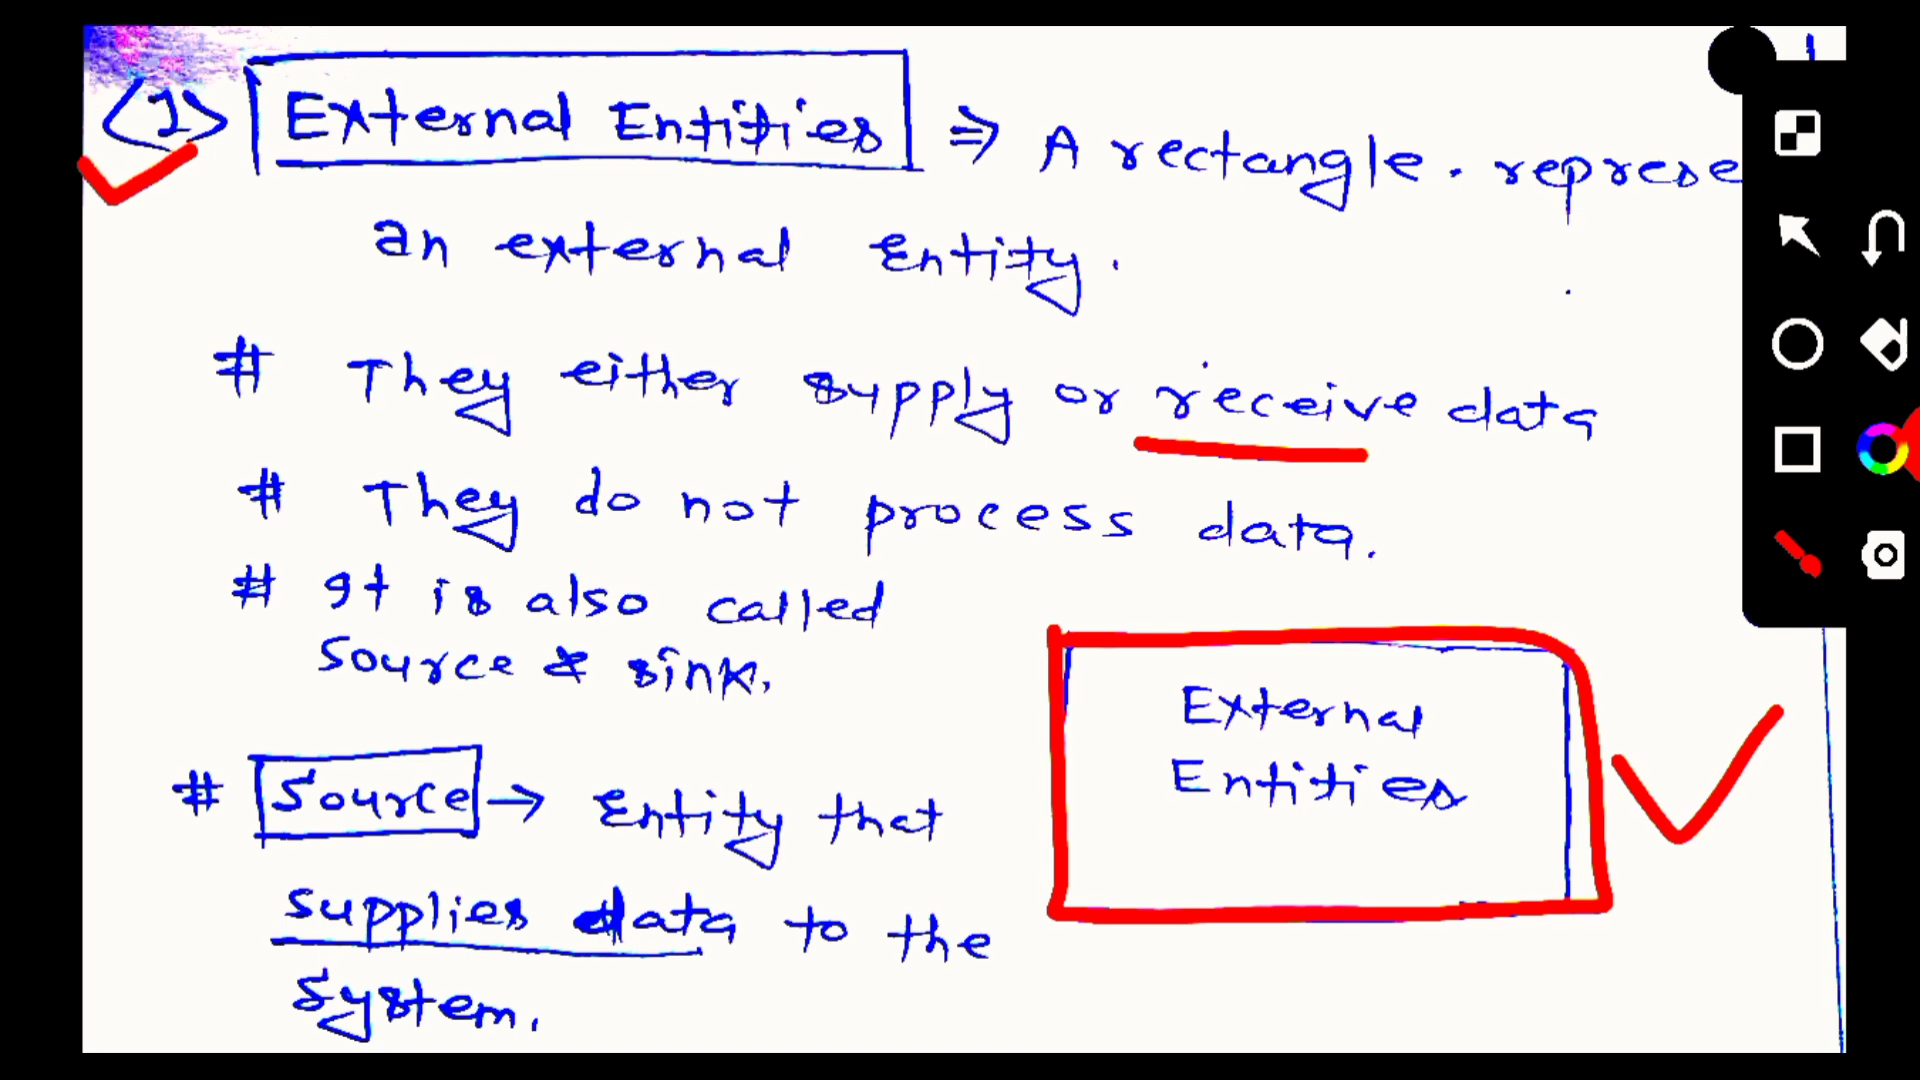 <1> External Entities ⇒ A rectangle. represe
an external Entity.
# They either supply or receive data
# They do not process data.
# It is also called
Source & sink.
External
Entities
# Source → Entity that
supplies data to the
System.